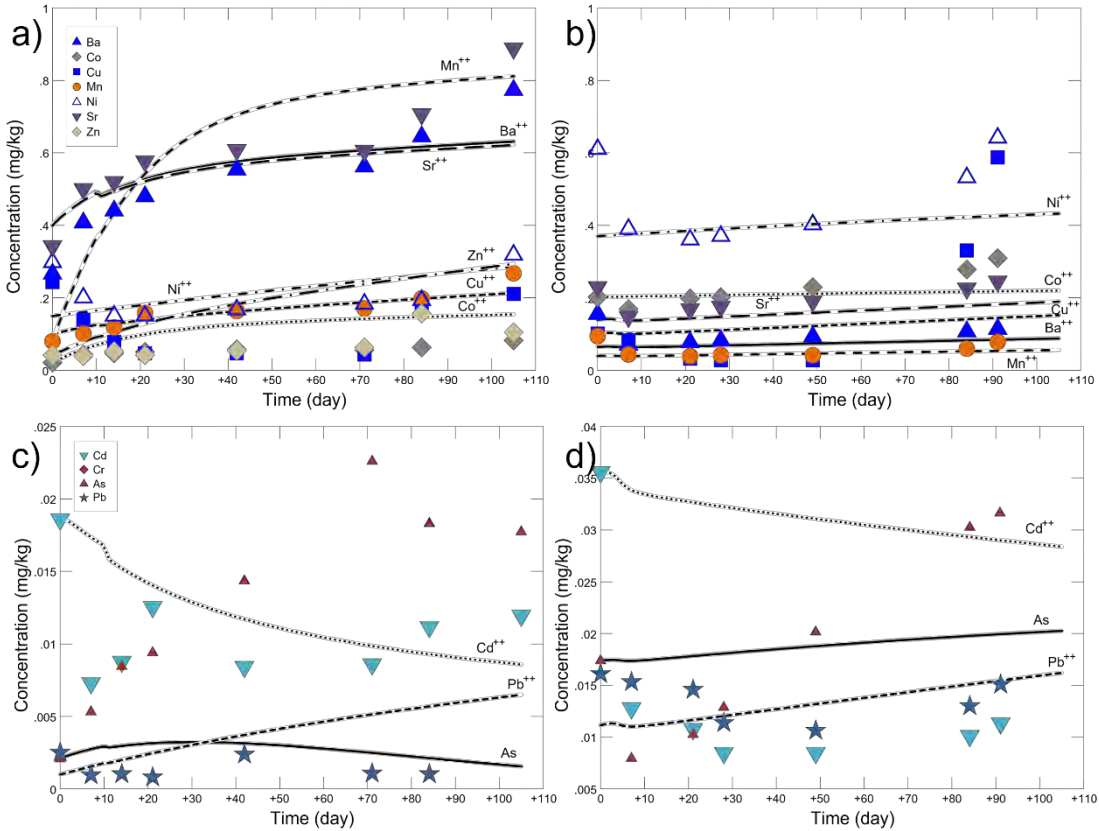 a)
Ba
Co
Cu
Mn
Ni
Sr
Zn
Concentration (mg/kg)
1
.8
.6
.4
.2
0
Mn++
Ba++
Sr++
Zn++
Ni++
Cu++
Co++
0 +10 +20 +30 +40 +50 +60 +70 +80 +90 +100 +110
Time (day)
b)
Concentration (mg/kg)
1
.8
.6
.4
.2
0
Ni++
Co++
Sr++
Cu++
Ba++
Mn++
0 +10 +20 +30 +40 +50 +60 +70 +80 +90 +100 +110
Time (day)
c)
Cd
Cr
As
Pb
Concentration (mg/kg)
.025
.02
.015
.01
.005
0
Cd++
Pb++
As
0 +10 +20 +30 +40 +50 +60 +70 +80 +90 +100 +110
Time (day)
d)
Concentration (mg/kg)
.04
.035
.03
.025
.02
.015
.01
.005
Cd++
As
Pb++
0 +10 +20 +30 +40 +50 +60 +70 +80 +90 +100 +110
Time (day)